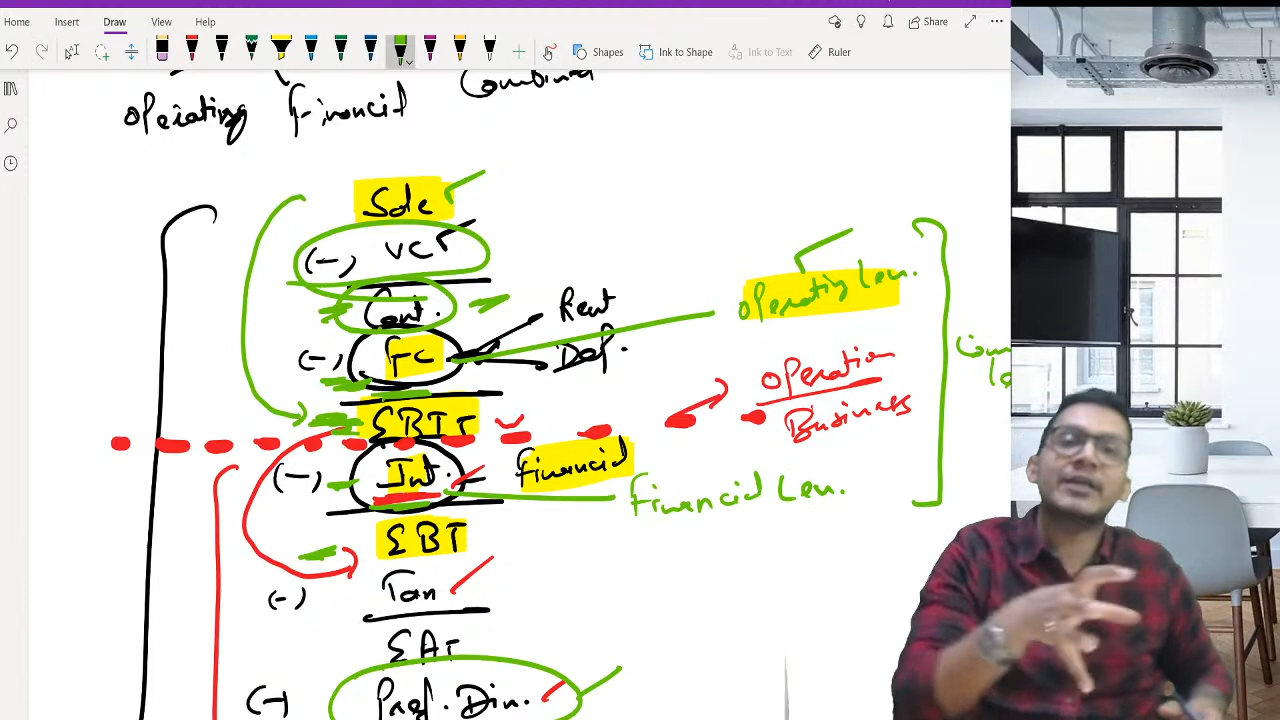 Home Insert Draw View Help Share
Ink to Shape Ink to Text Ruler Shapes
Operating Financial Combined
Sale
(-) VC
Cont.
Rent
Operating Lev.
(-) FC
Dep.
Operation
Business
EBIT
(-) Int.
Financial
Financial Lev.
EBT
(-) Tax
EAT
(-) Pref. Div.